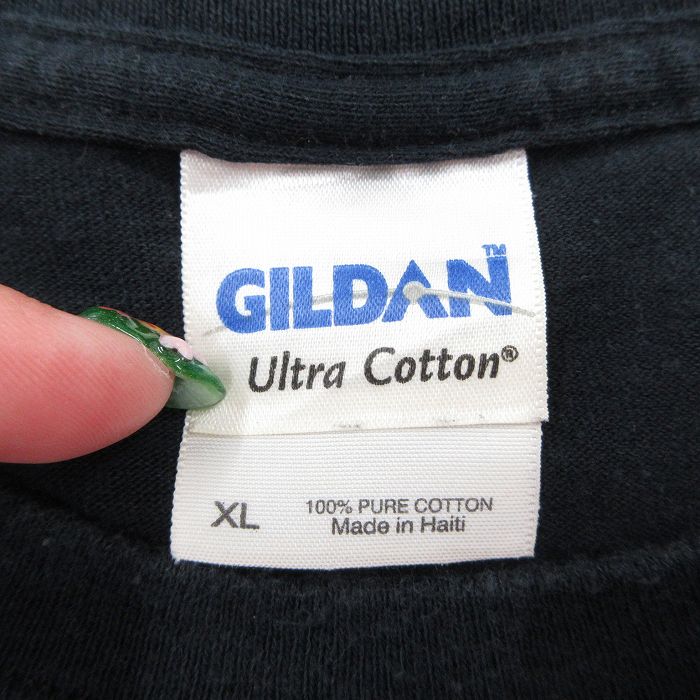 GILDAN™
Ultra Cotton®
XL
100% PURE COTTON
Made in Haiti